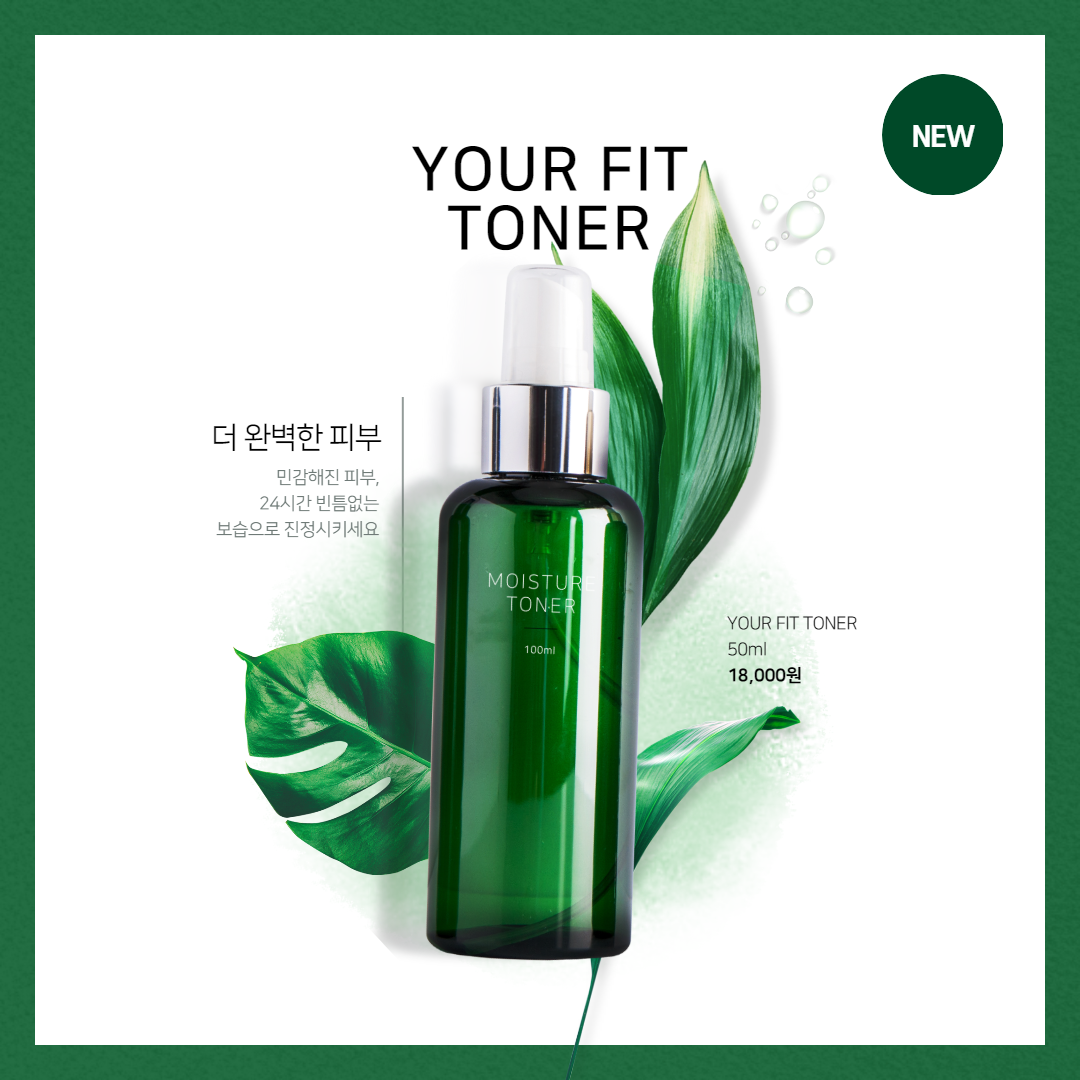 NEW
YOUR FIT
TONER
더 완벽한 피부
민감해진 피부,
24시간 빈틈없는
보습으로 진정시키세요
MOISTURE
TONER
100ml
YOUR FIT TONER
50ml
18,000원